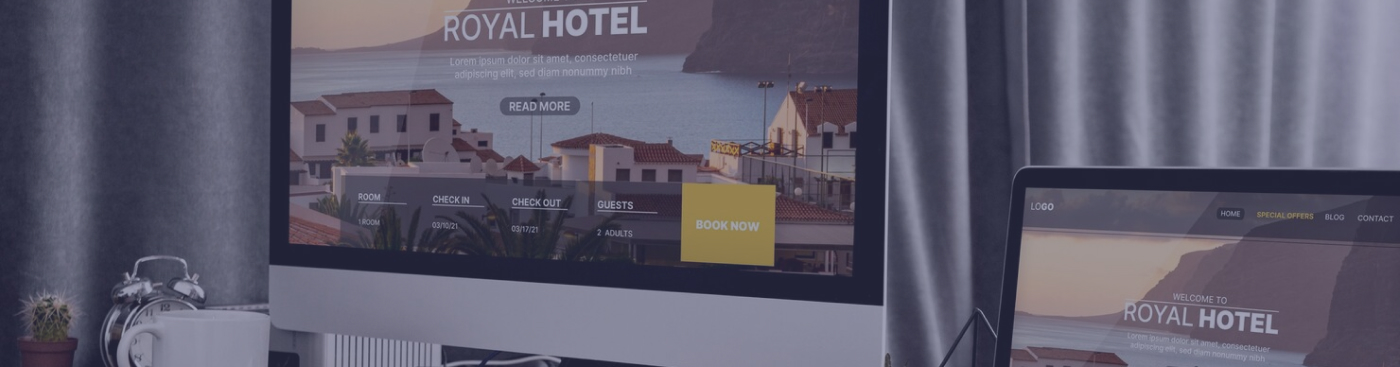 WELCOME TO
ROYAL HOTEL
Lorem ipsum dolor sit amet, consectetuer
adipiscing elit, sed diam nonummy nibh
READ MORE
ROOM
1 ROOM
CHECK IN
03/10/21
CHECK OUT
03/17/21
GUESTS
2 ADULTS
BOOK NOW
LOGO
HOME
SPECIAL OFFERS
BLOG
CONTACT
WELCOME TO
ROYAL HOTEL
Lorem ipsum dolor sit amet, consectetuer
adipiscing elit, sed diam nonummy nibh